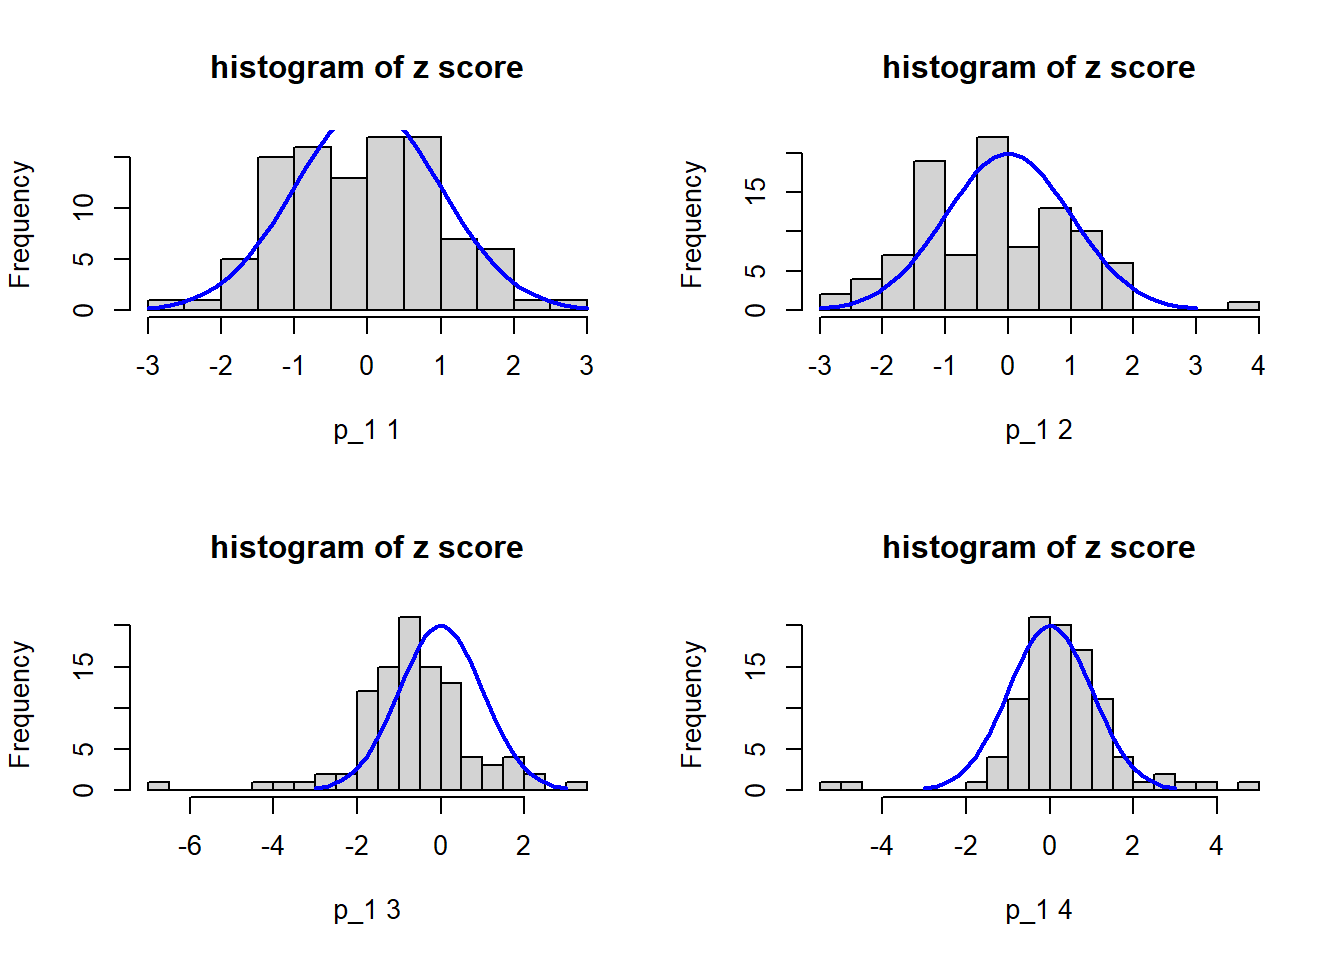 histogram of z score
Frequency
0 5 10
-3 -2 -1 0 1 2 3
p_1 1
histogram of z score
Frequency
0 5 15
-3 -2 -1 0 1 2 3 4
p_1 2
histogram of z score
Frequency
0 5 15
-6 -4 -2 0 2
p_1 3
histogram of z score
Frequency
0 5 15
-4 -2 0 2 4
p_1 4